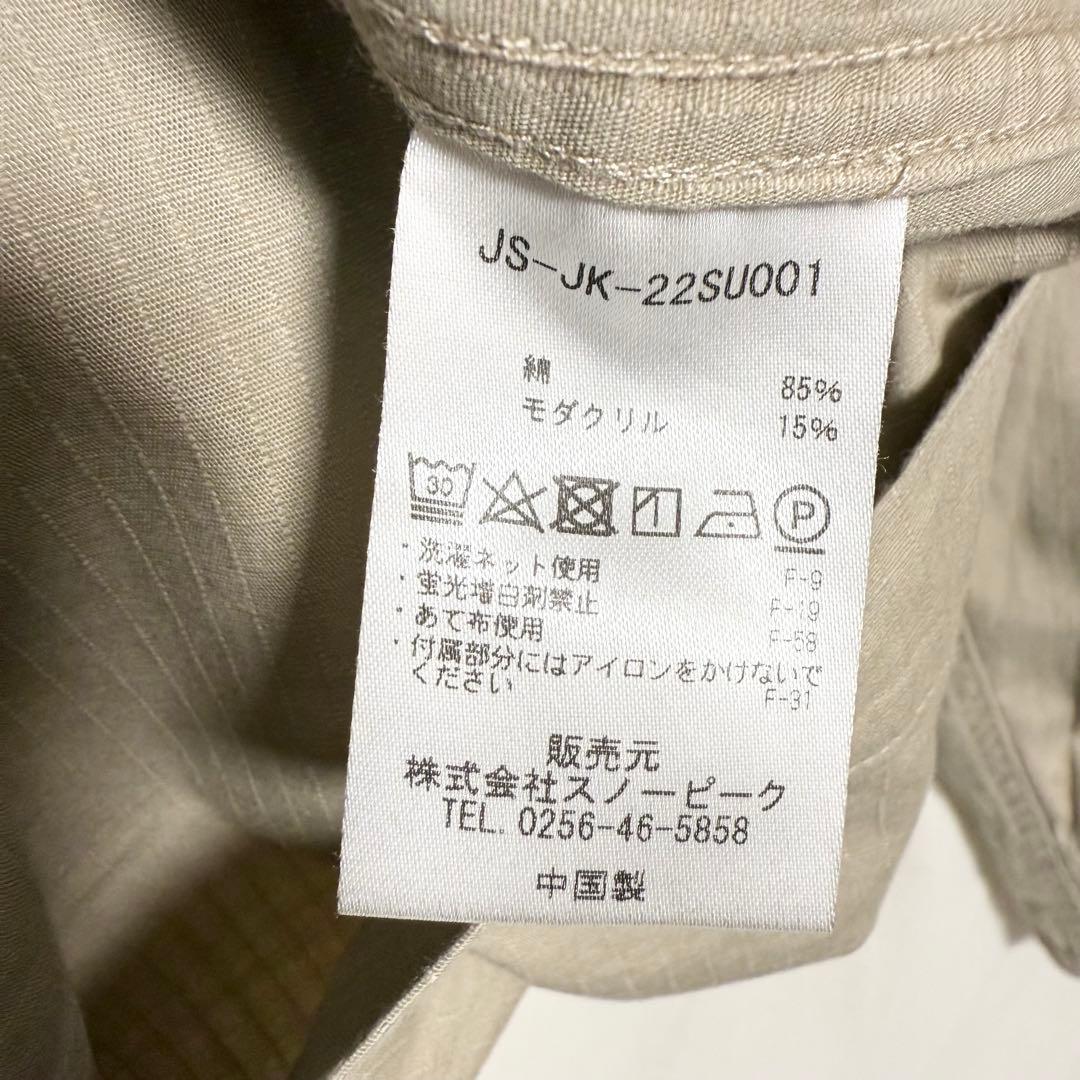 JS-JK-22SU001
綿 85%
モダクリル 15%
30
P
・洗濯ネット使用 F-9
・蛍光増白剤禁止 F-19
・あて布使用 F-58
・付属部分にはアイロンをかけないで
ください F-31
販売元
株式会社スノーピーク
TEL. 0256-46-5858
中国製